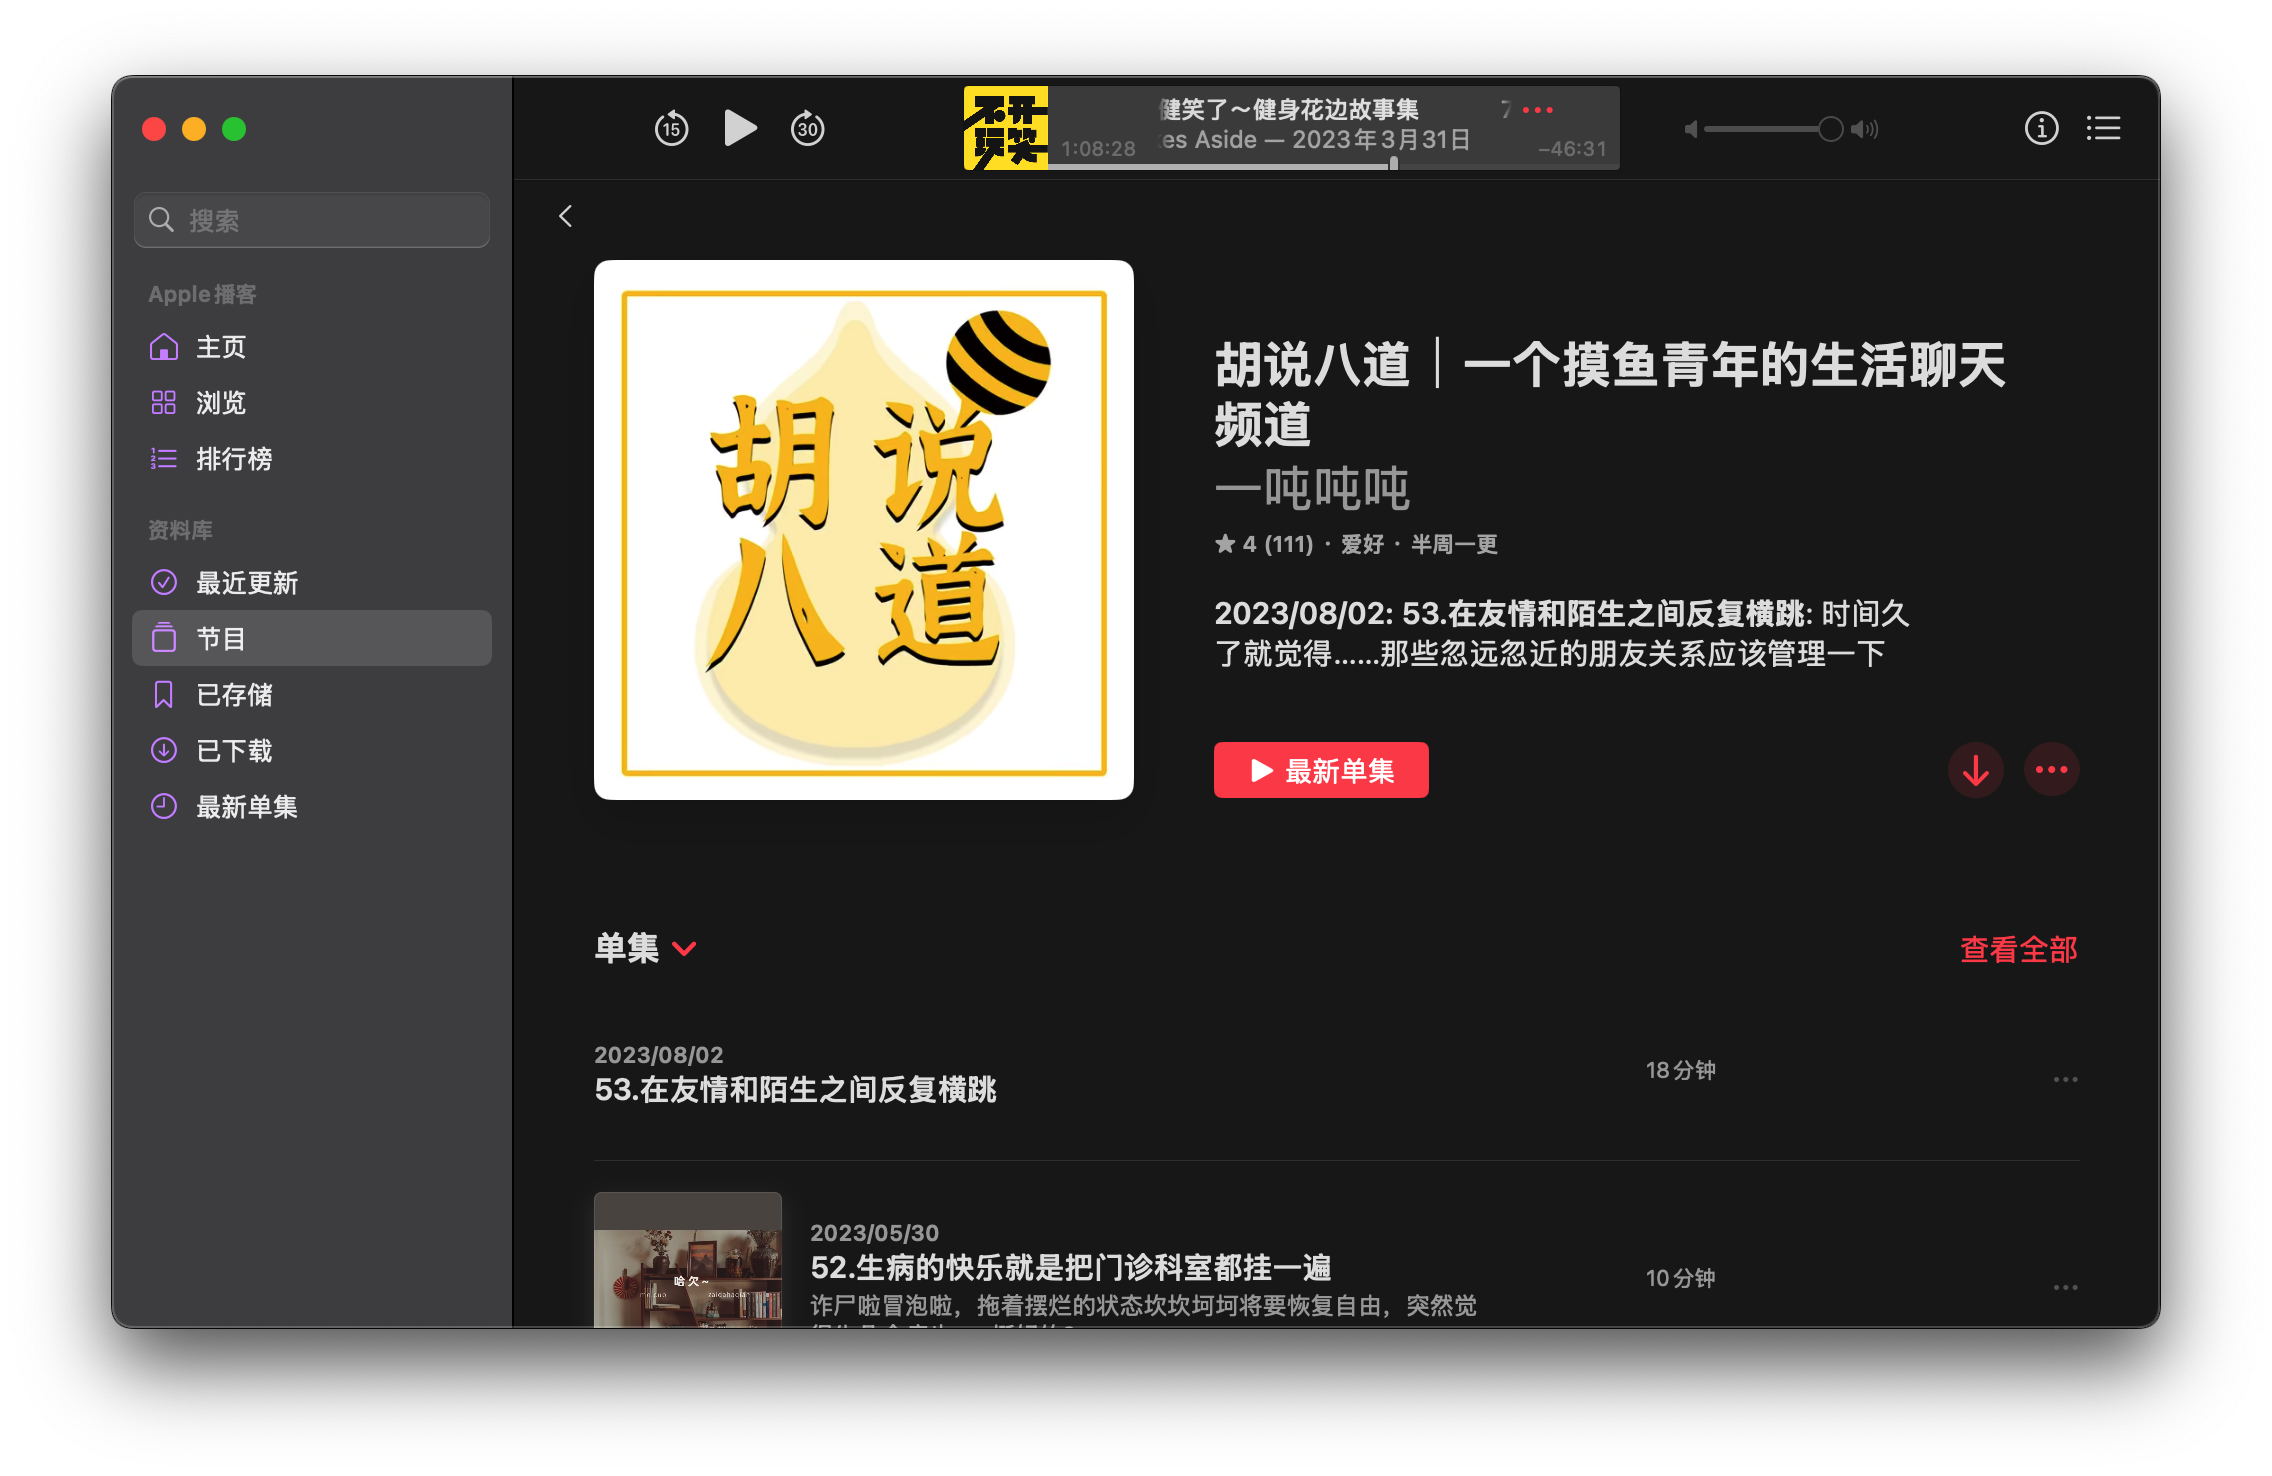 搜索
Apple播客
主页
浏览
排行榜
资料库
最近更新
节目
已存储
已下载
最新单集
15
30
不开
玩笑
健笑了～健身花边故事集
es Aside — 2023年3月31日
1:08:28
–46:31
胡说
八道
胡说八道｜一个摸鱼青年的生活聊天
频道
一吨吨吨
★ 4 (111) · 爱好 · 半周一更
2023/08/02: 53.在友情和陌生之间反复横跳: 时间久
了就觉得……那些忽远忽近的朋友关系应该管理一下
最新单集
单集
查看全部
2023/08/02
53.在友情和陌生之间反复横跳
18分钟
哈欠~
2023/05/30
52.生病的快乐就是把门诊科室都挂一遍
诈尸啦冒泡啦，拖着摆烂的状态坎坎坷坷将要恢复自由，突然觉
10分钟